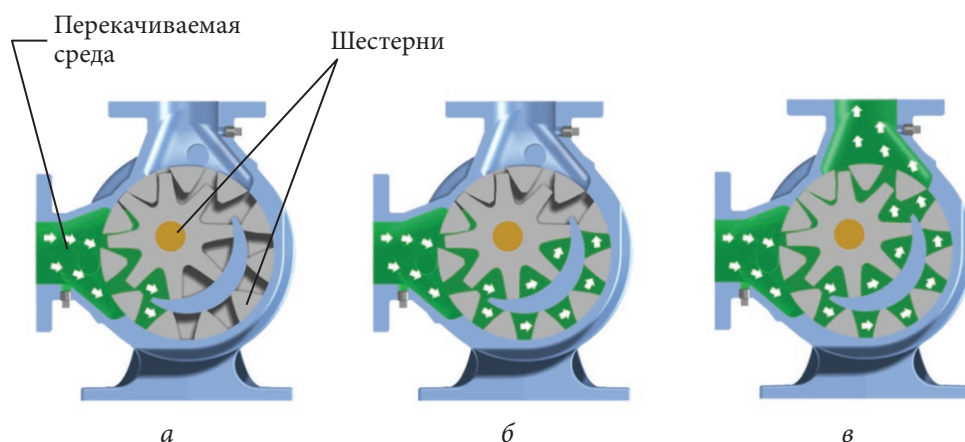 Перекачиваемая
среда
Шестерни
а
б
в